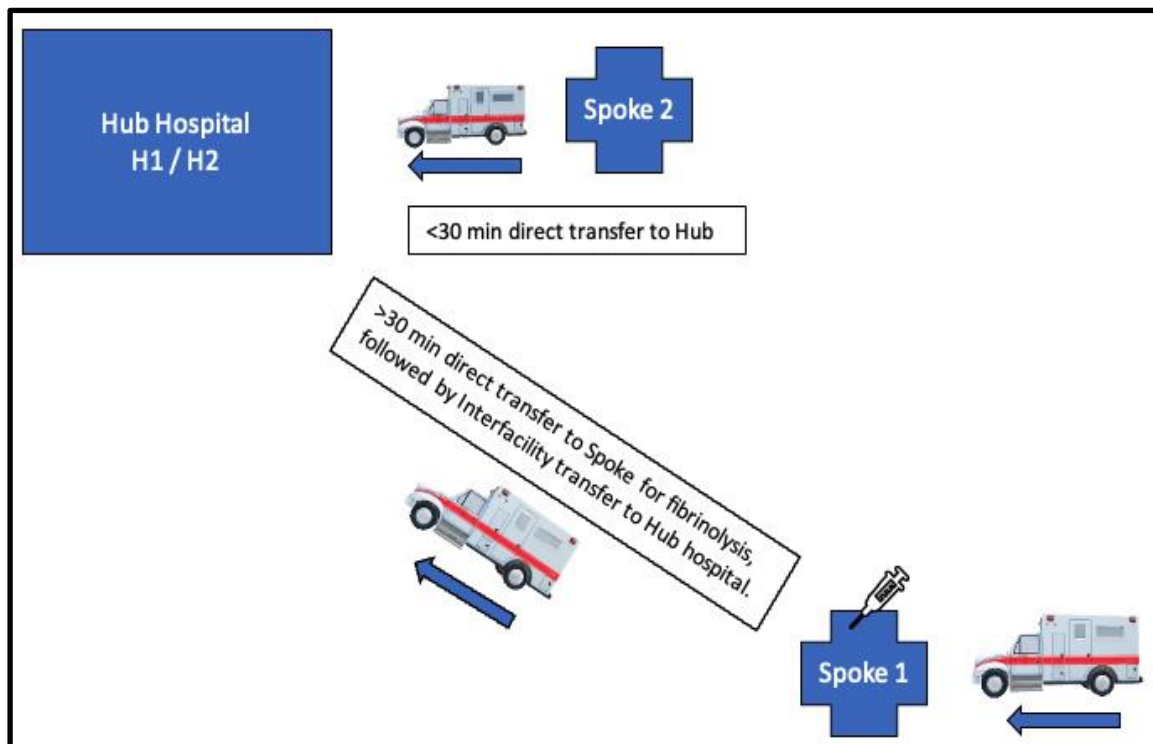 Hub Hospital
H1 / H2
Spoke 2
<30 min direct transfer to Hub
>30 min direct transfer to Spoke for fibrinolysis,
followed by Interfacility transfer to Hub hospital.
Spoke 1